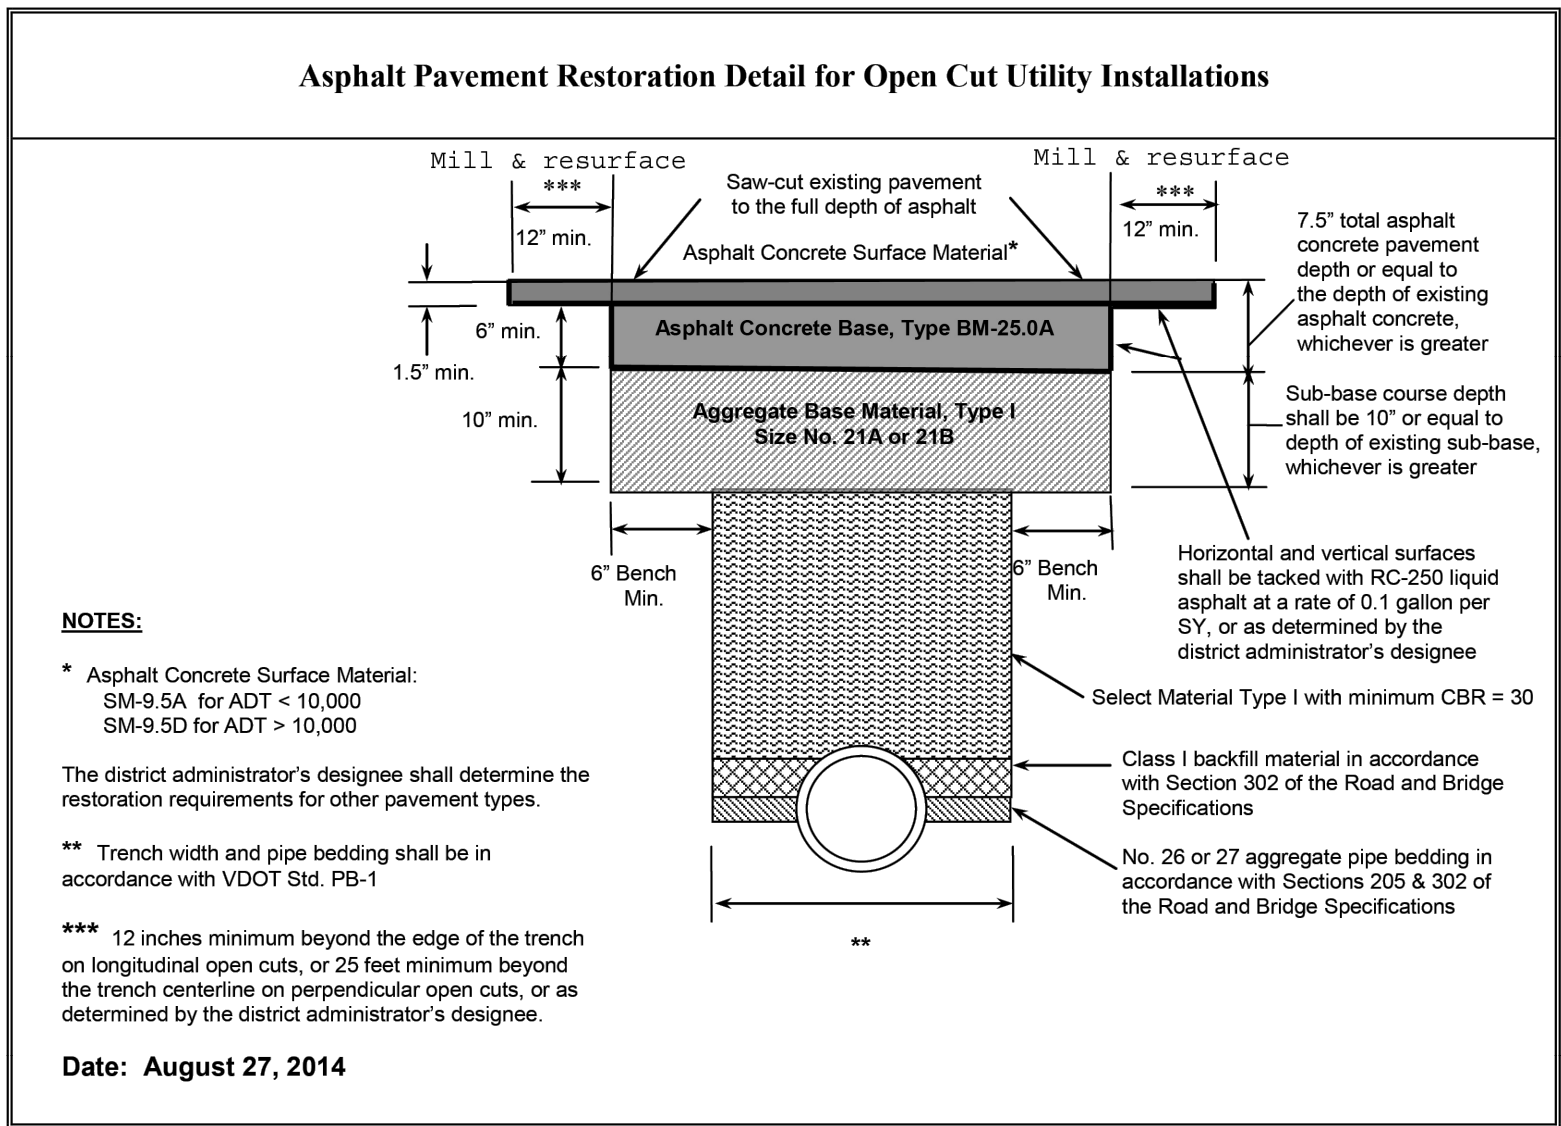 Asphalt Pavement Restoration Detail for Open Cut Utility Installations
Mill & resurface
Mill & resurface
***
***
12” min.
12” min.
Saw-cut existing pavement
to the full depth of asphalt
Asphalt Concrete Surface Material*
7.5” total asphalt
concrete pavement
depth or equal to
the depth of existing
asphalt concrete,
whichever is greater
6” min.
Asphalt Concrete Base, Type BM-25.0A
1.5” min.
10” min.
Aggregate Base Material, Type I
Size No. 21A or 21B
Sub-base course depth
shall be 10” or equal to
depth of existing sub-base,
whichever is greater
6” Bench
Min.
6” Bench
Min.
Horizontal and vertical surfaces
shall be tacked with RC-250 liquid
asphalt at a rate of 0.1 gallon per
SY, or as determined by the
district administrator’s designee
Select Material Type I with minimum CBR = 30
Class I backfill material in accordance
with Section 302 of the Road and Bridge
Specifications
No. 26 or 27 aggregate pipe bedding in
accordance with Sections 205 & 302 of
the Road and Bridge Specifications
**
NOTES:
* Asphalt Concrete Surface Material:
SM-9.5A for ADT < 10,000
SM-9.5D for ADT > 10,000
The district administrator’s designee shall determine the
restoration requirements for other pavement types.
** Trench width and pipe bedding shall be in
accordance with VDOT Std. PB-1
*** 12 inches minimum beyond the edge of the trench
on longitudinal open cuts, or 25 feet minimum beyond
the trench centerline on perpendicular open cuts, or as
determined by the district administrator’s designee.
Date: August 27, 2014